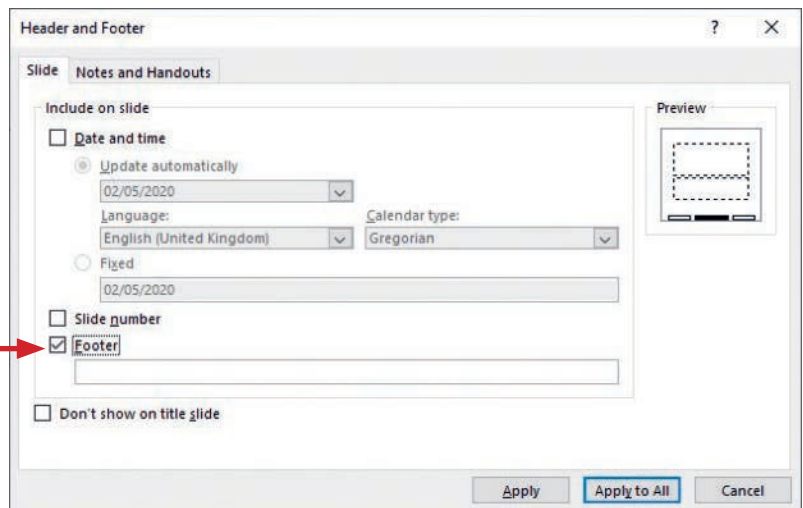 Header and Footer ? X
Slide Notes and Handouts
Include on slide Preview
Date and time
Update automatically
02/05/2020
Language: Calendar type:
English (United Kingdom) Gregorian
Fixed
02/05/2020
Slide number
Footer
Don't show on title slide
Apply Apply to All Cancel